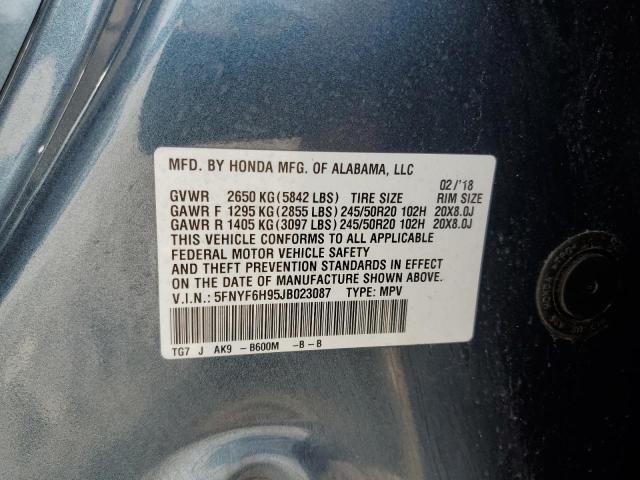 MFD. BY HONDA MFG. OF ALABAMA, LLC
02/'18
GVWR 2650 KG (5842 LBS) TIRE SIZE RIM SIZE
GAWR F 1295 KG (2855 LBS) 245/50R20 102H 20X8.0J
GAWR R 1405 KG (3097 LBS) 245/50R20 102H 20X8.0J
THIS VEHICLE CONFORMS TO ALL APPLICABLE
FEDERAL MOTOR VEHICLE SAFETY
AND THEFT PREVENTION STANDARDS IN EFFECT
ON THE DATE OF MANUFACTURE SHOWN ABOVE.
V.I.N.: 5FNYF6H95JB023087 TYPE: MPV
TG7 J AK9 -B600M -B - B